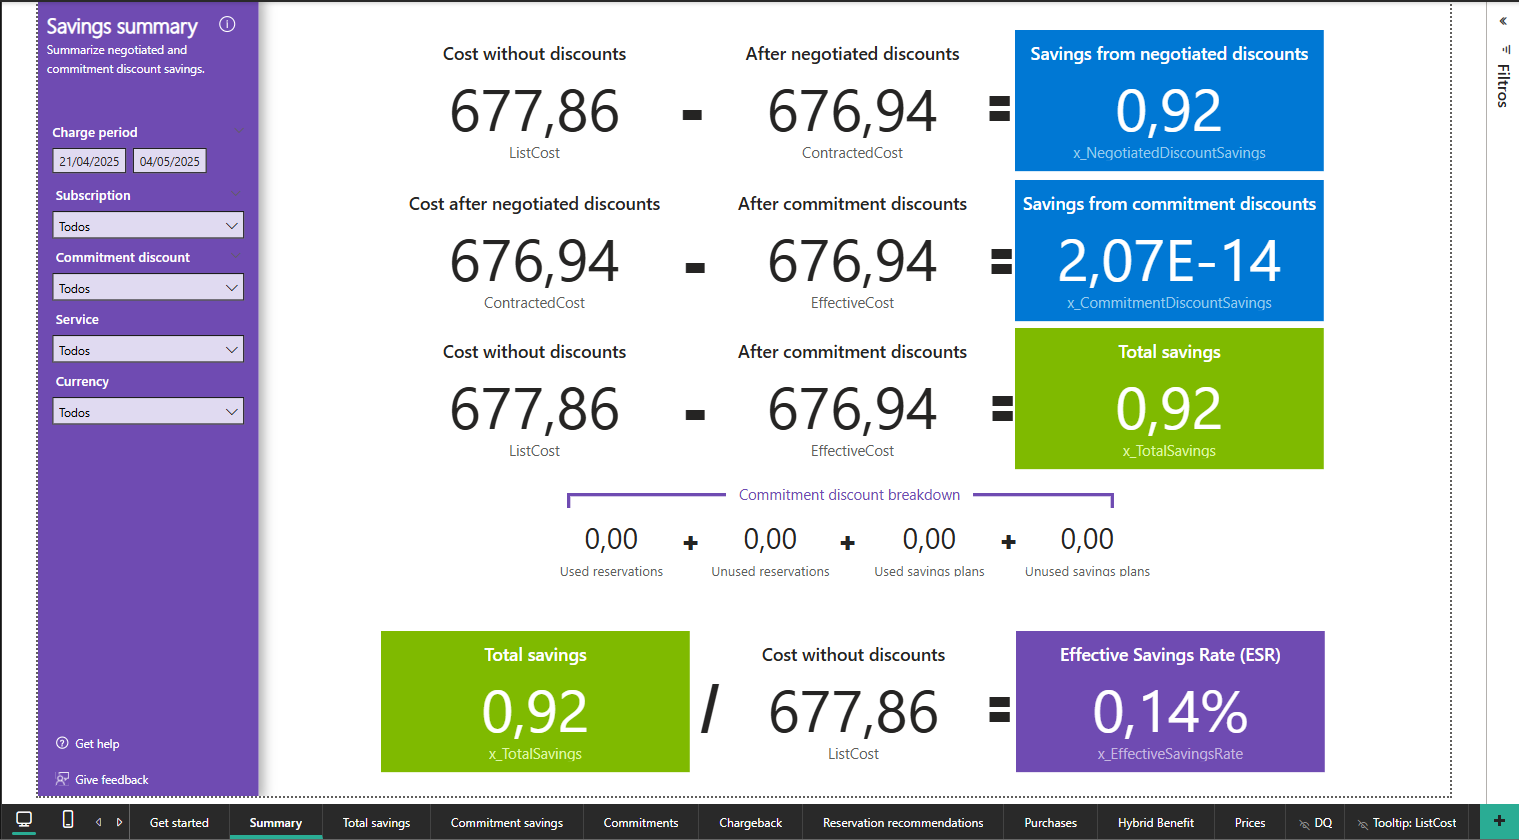 Savings summary
Summarize negotiated and
commitment discount savings.
Charge period
21/04/2025 04/05/2025
Subscription
Todos
Commitment discount
Todos
Service
Todos
Currency
Todos
Get help
Give feedback
Cost without discounts
677,86
ListCost
-
After negotiated discounts
676,94
ContractedCost
=
Savings from negotiated discounts
0,92
x_NegotiatedDiscountSavings
Cost after negotiated discounts
676,94
ContractedCost
-
After commitment discounts
676,94
EffectiveCost
=
Savings from commitment discounts
2,07E-14
x_CommitmentDiscountSavings
Cost without discounts
677,86
ListCost
-
After commitment discounts
676,94
EffectiveCost
=
Total savings
0,92
x_TotalSavings
Commitment discount breakdown
0,00 + 0,00 + 0,00 + 0,00
Used reservations Unused reservations Used savings plans Unused savings plans
Total savings
0,92
x_TotalSavings
/
Cost without discounts
677,86
ListCost
=
Effective Savings Rate (ESR)
0,14%
x_EffectiveSavingsRate
Filtros
Get started Summary Total savings Commitment savings Commitments Chargeback Reservation recommendations Purchases Hybrid Benefit Prices DQ Tooltip: ListCost +